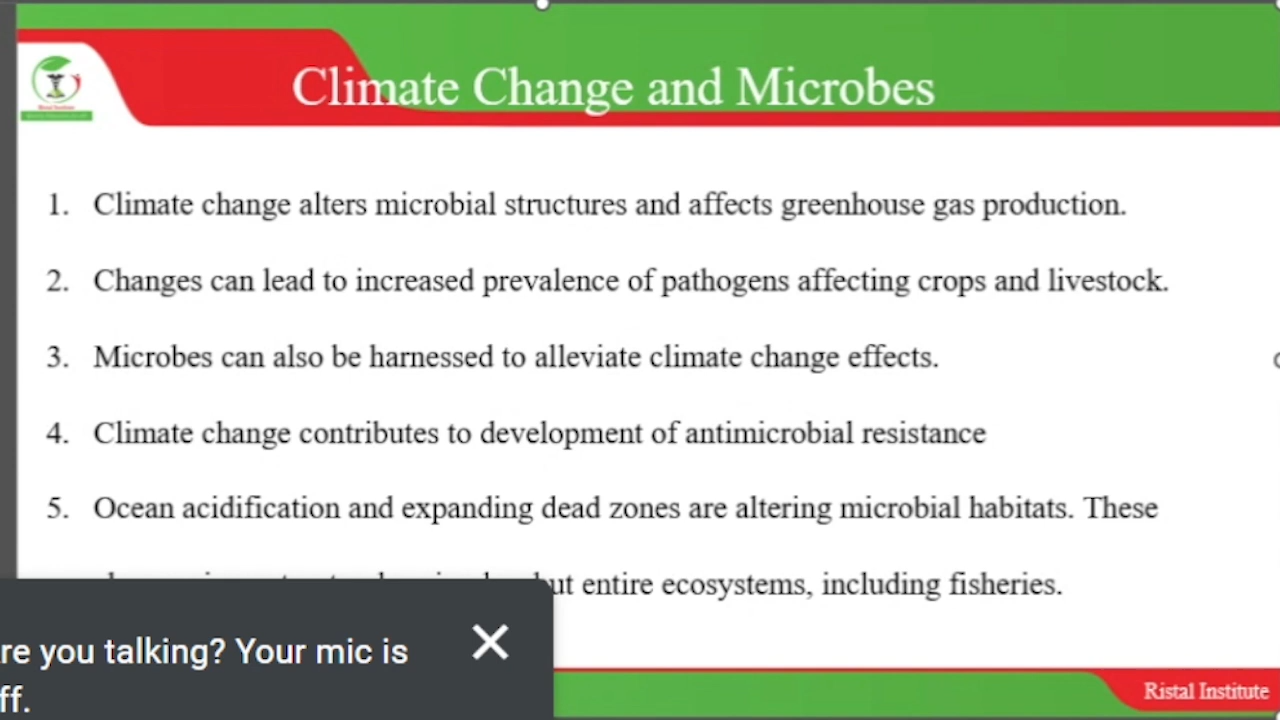 Climate Change and Microbes
1. Climate change alters microbial structures and affects greenhouse gas production.
2. Changes can lead to increased prevalence of pathogens affecting crops and livestock.
3. Microbes can also be harnessed to alleviate climate change effects.
4. Climate change contributes to development of antimicrobial resistance
5. Ocean acidification and expanding dead zones are altering microbial habitats. These
entire ecosystems, including fisheries.
you talking? Your mic is
Ristal Institute